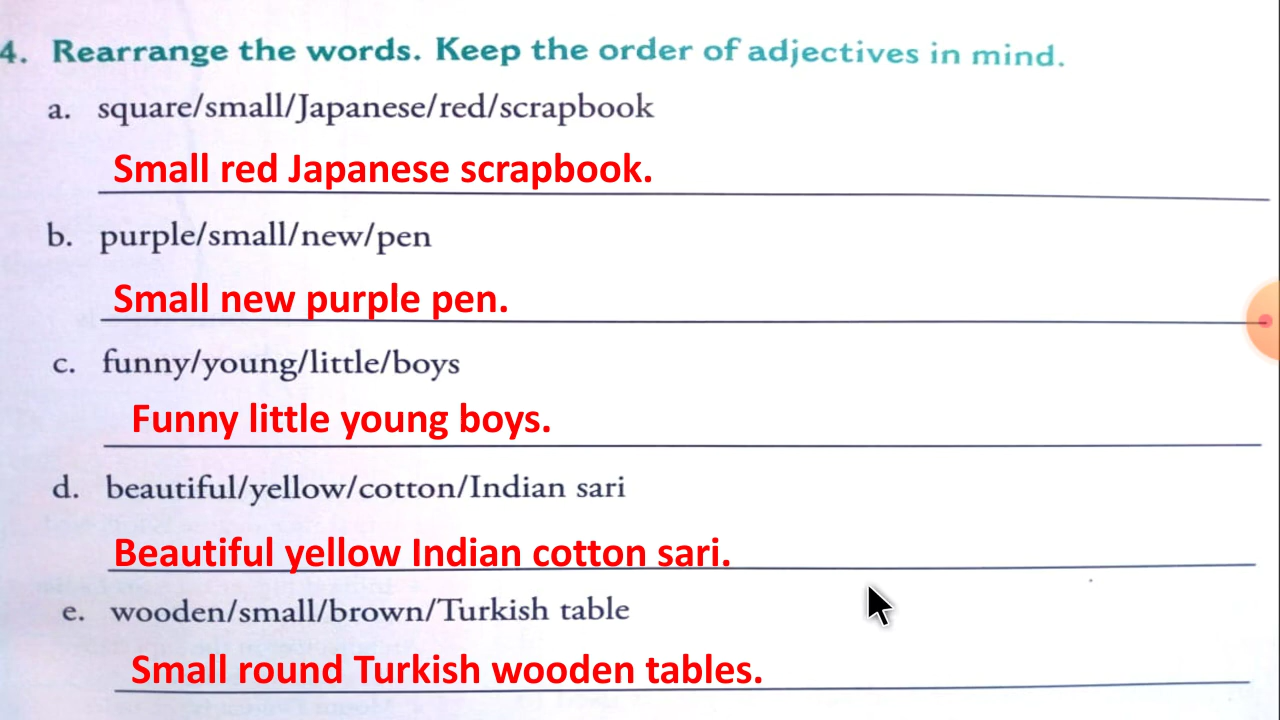 4. Rearrange the words. Keep the order of adjectives in mind.
a. square/small/Japanese/red/scrapbook
Small red Japanese scrapbook.
b. purple/small/new/pen
Small new purple pen.
c. funny/young/little/boys
Funny little young boys.
d. beautiful/yellow/cotton/Indian sari
Beautiful yellow Indian cotton sari.
e. wooden/small/brown/Turkish table
Small round Turkish wooden tables.